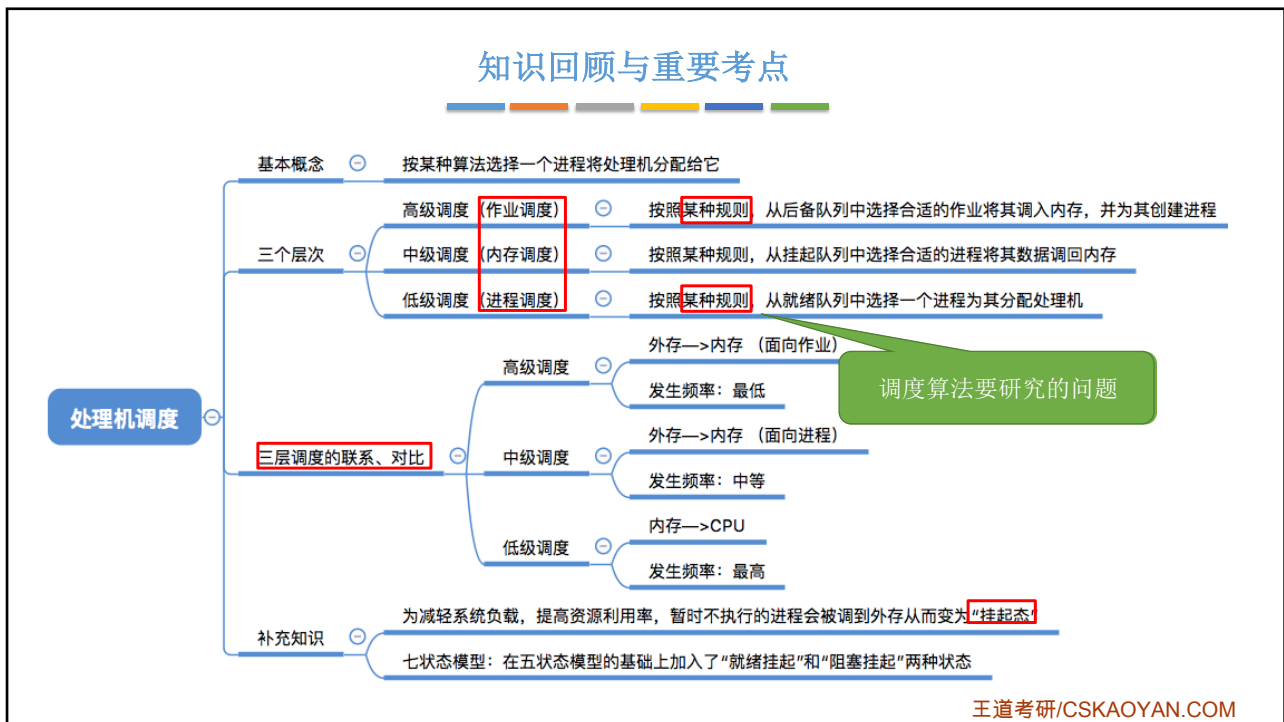 知识回顾与重要考点
基本概念
按某种算法选择一个进程将处理机分配给它
高级调度（作业调度）
按照某种规则，从后备队列中选择合适的作业将其调入内存，并为其创建进程
三个层次
中级调度（内存调度）
按照某种规则，从挂起队列中选择合适的进程将其数据调回内存
低级调度（进程调度）
按照某种规则，从就绪队列中选择一个进程为其分配处理机
外存—>内存 （面向作业）
高级调度
调度算法要研究的问题
发生频率：最低
处理机调度
外存—>内存 （面向进程）
三层调度的联系、对比
中级调度
发生频率：中等
内存—>CPU
低级调度
发生频率：最高
为减轻系统负载，提高资源利用率，暂时不执行的进程会被调到外存从而变为“挂起态”
补充知识
七状态模型：在五状态模型的基础上加入了“就绪挂起”和“阻塞挂起”两种状态
王道考研/CSKAOYAN.COM